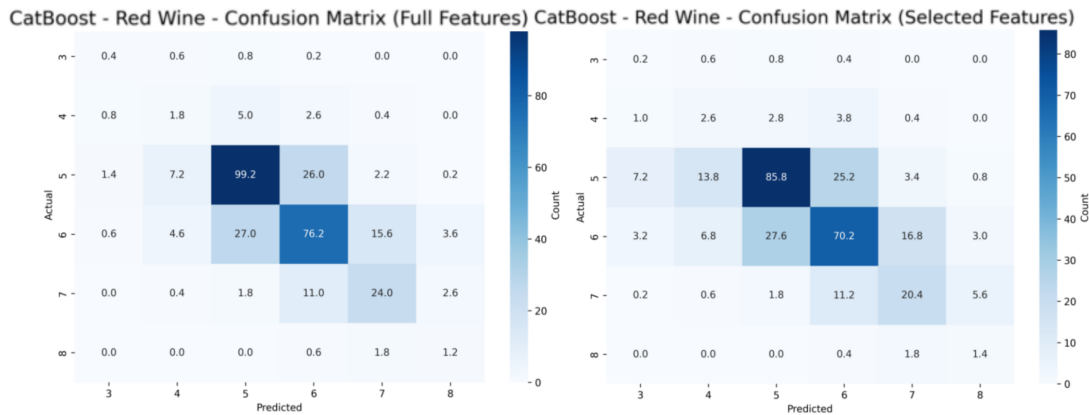 CatBoost - Red Wine - Confusion Matrix (Full Features)
3 0.4 0.6 0.8 0.2 0.0 0.0
4 0.8 1.8 5.0 2.6 0.4 0.0
5 1.4 7.2 99.2 26.0 2.2 0.2
6 0.6 4.6 27.0 76.2 15.6 3.6
7 0.0 0.4 1.8 11.0 24.0 2.6
8 0.0 0.0 0.0 0.6 1.8 1.2
3 4 5 6 7 8
Predicted
Actual
80
60
40
20
0
Count
CatBoost - Red Wine - Confusion Matrix (Selected Features)
3 0.2 0.6 0.8 0.4 0.0 0.0
4 1.0 2.6 2.8 3.8 0.4 0.0
5 7.2 13.8 85.8 25.2 3.4 0.8
6 3.2 6.8 27.6 70.2 16.8 3.0
7 0.2 0.6 1.8 11.2 20.4 5.6
8 0.0 0.0 0.0 0.4 1.8 1.4
3 4 5 6 7 8
Predicted
Actual
80
70
60
50
40
30
20
10
0
Count